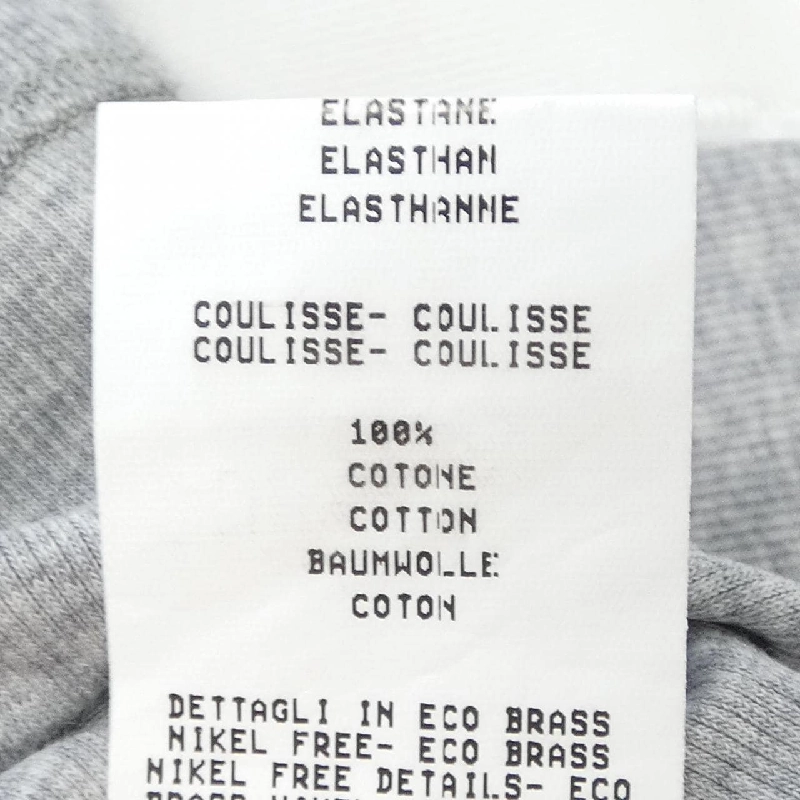 ELASTANE
ELASTHAN
ELASTHANNE
COULISSE- COULISSE
COULISSE- COULISSE
100%
COTONE
COTTON
BAUMWOLLE
COTON
DETTAGLI IN ECO BRASS
NIKEL FREE- ECO BRASS
NIKEL FREE DETAILS- ECO
BRASS